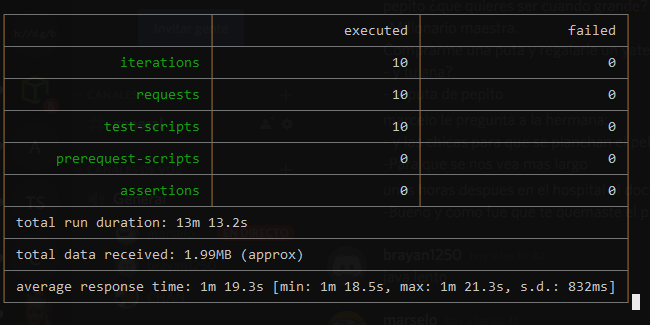 executed failed
iterations 10 0
requests 10 0
test-scripts 10 0
prerequest-scripts 0 0
assertions 0 0
total run duration: 13m 13.2s
total data received: 1.99MB (approx)
average response time: 1m 19.3s [min: 1m 18.5s, max: 1m 21.3s, s.d.: 832ms]
brayan1250
marselo